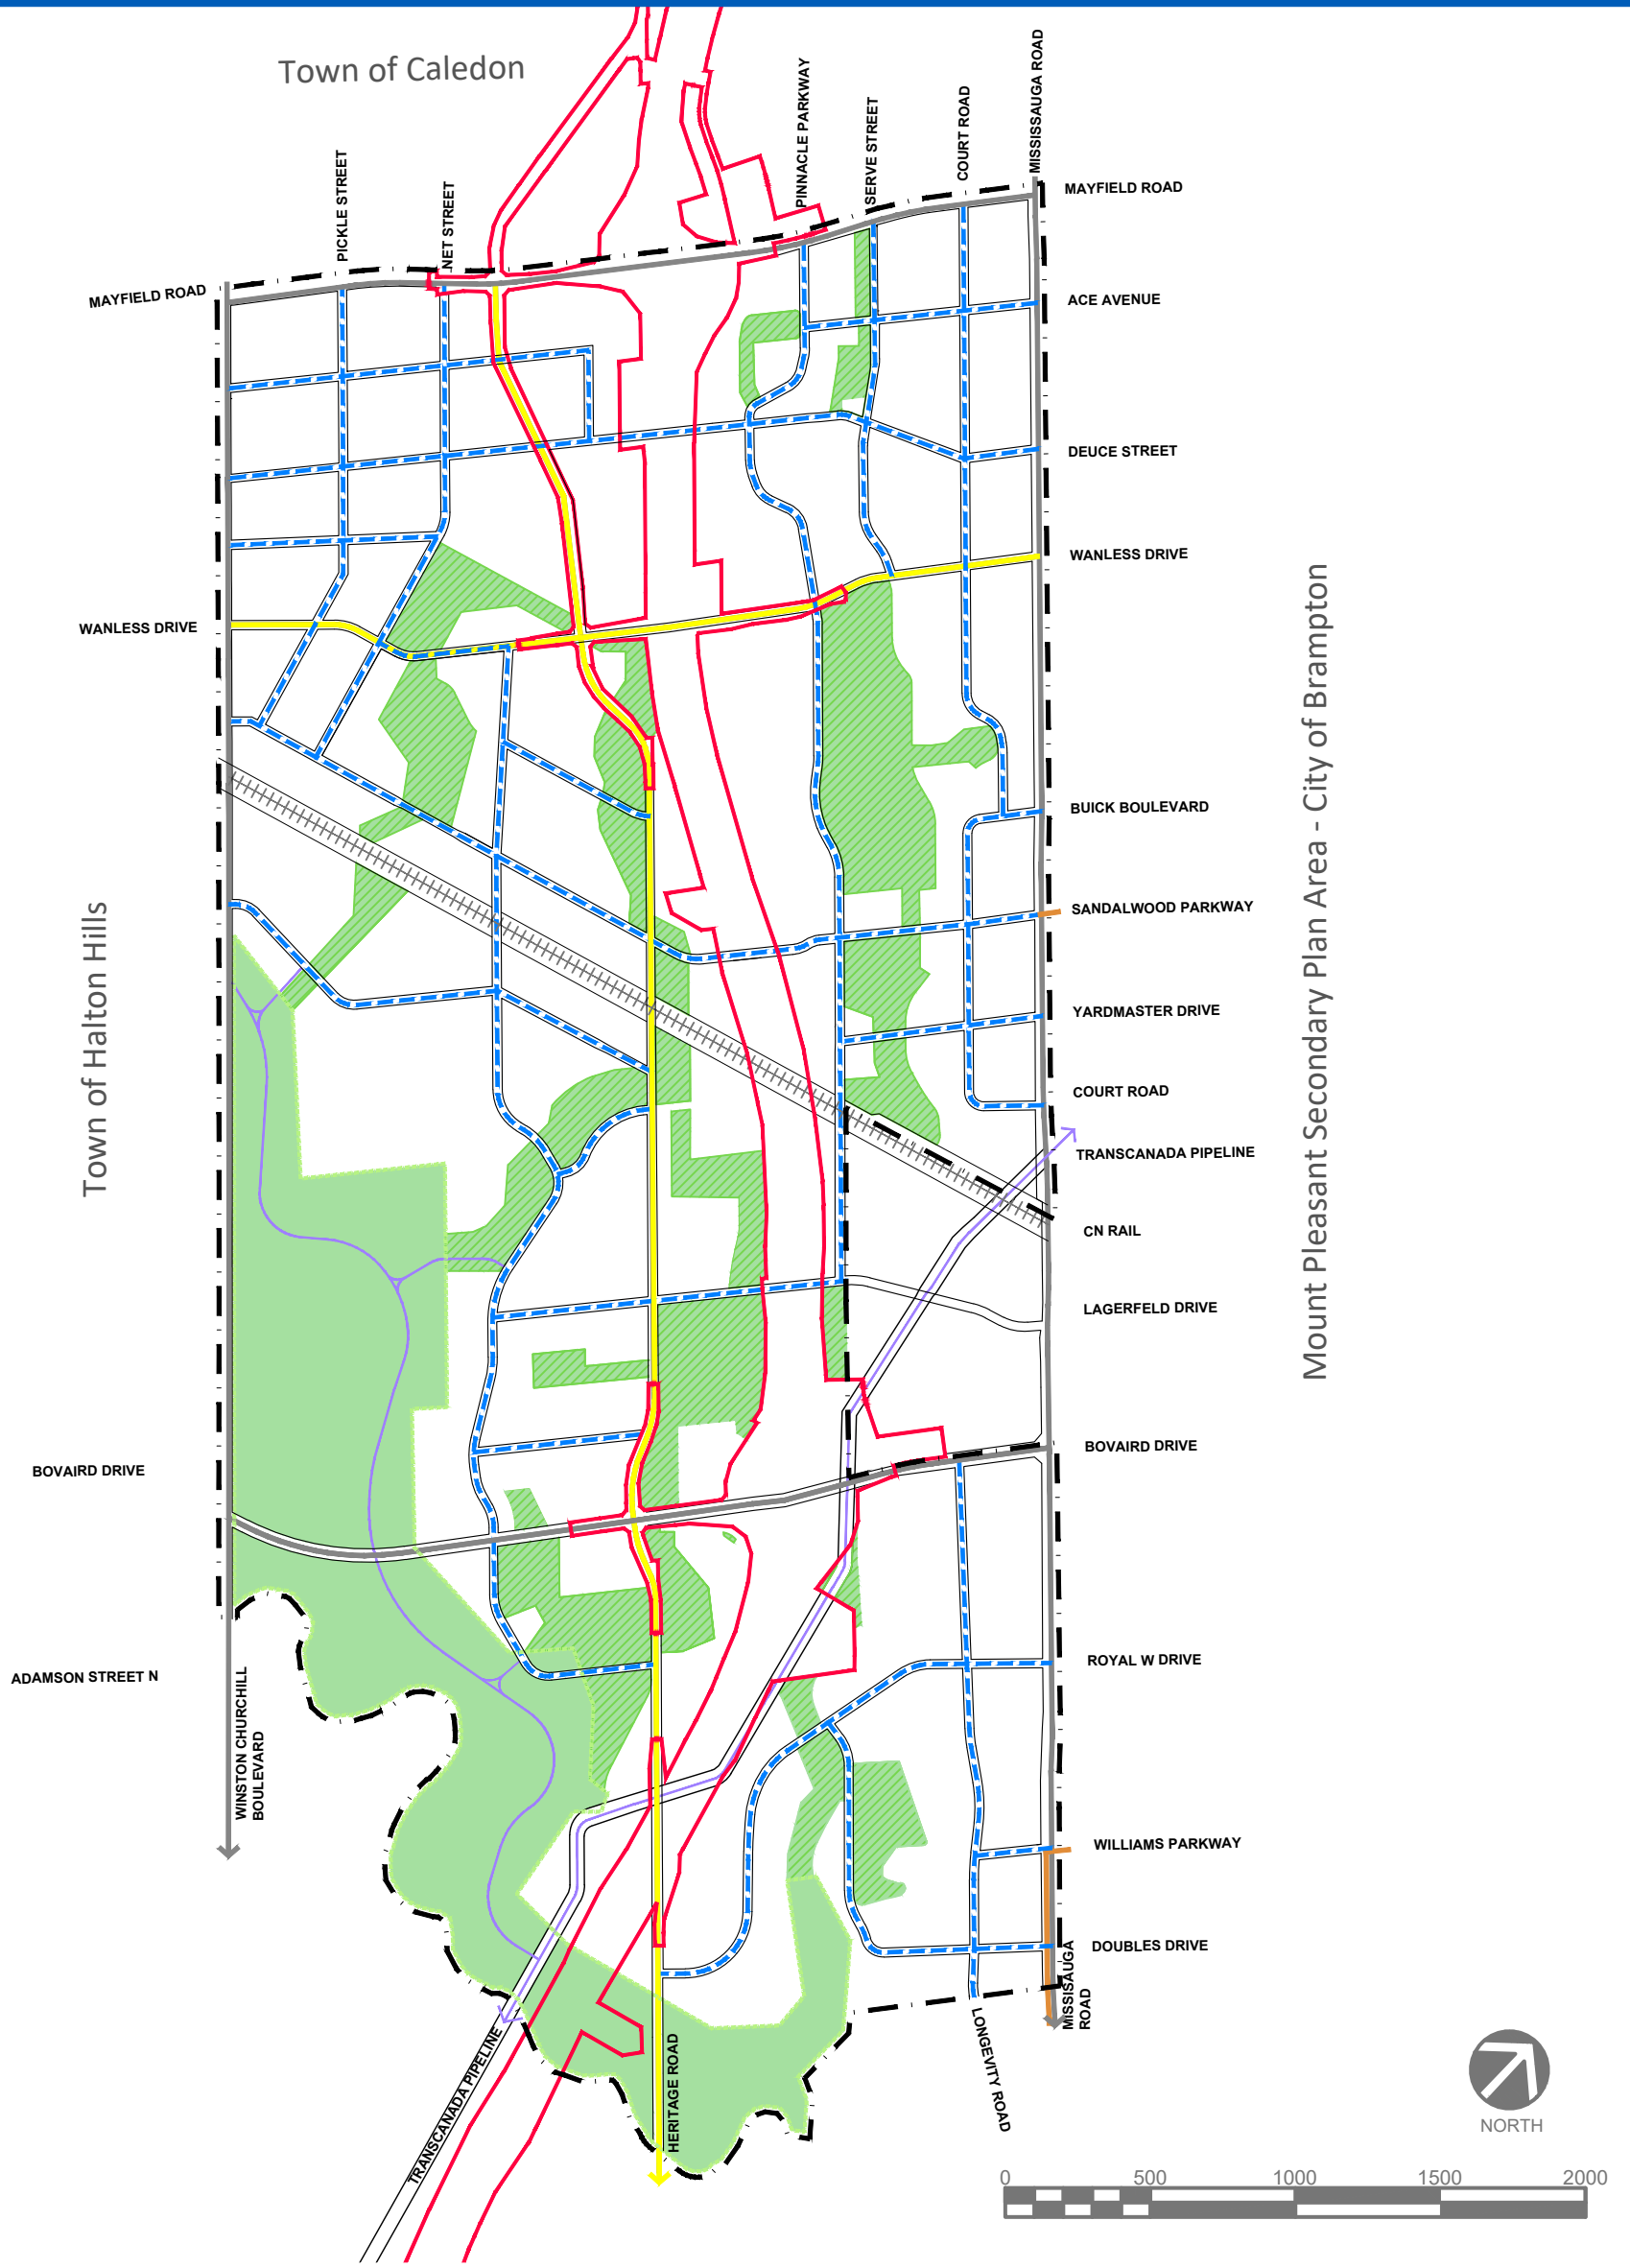 Town of Caledon
MISSISSAUGA ROAD
PINNACLE PARKWAY
COURT ROAD
SERVE STREET
PICKLE STREET
NET STREET
MAYFIELD ROAD
MAYFIELD ROAD
ACE AVENUE
DEUCE STREET
WANLESS DRIVE
WANLESS DRIVE
Mount Pleasant Secondary Plan Area - City of Brampton
BUICK BOULEVARD
Town of Halton Hills
SANDALWOOD PARKWAY
YARDMASTER DRIVE
COURT ROAD
TRANSCANADA PIPELINE
CN RAIL
LAGERFELD DRIVE
BOVAIRD DRIVE
BOVAIRD DRIVE
ROYAL W DRIVE
ADAMSON STREET N
WINSTON CHURCHILL
BOULEVARD
WILLIAMS PARKWAY
DOUBLES DRIVE
MISSISSAUGA
ROAD
LONGEVITY ROAD
HERITAGE ROAD
TRANSCANADA PIPELINE
NORTH
0 500 1000 1500 2000